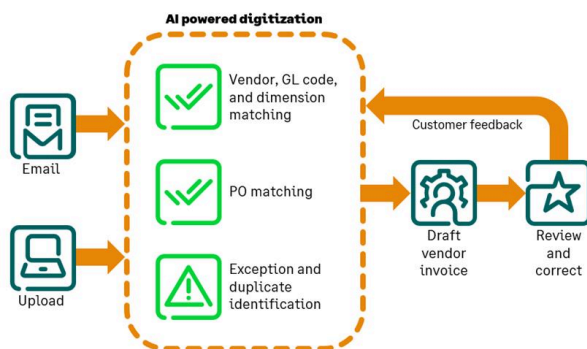 AI powered digitization
Email
Upload
Vendor, GL code,
and dimension
matching
PO matching
Exception and
duplicate
identification
Customer feedback
Draft
vendor
invoice
Review
and
correct